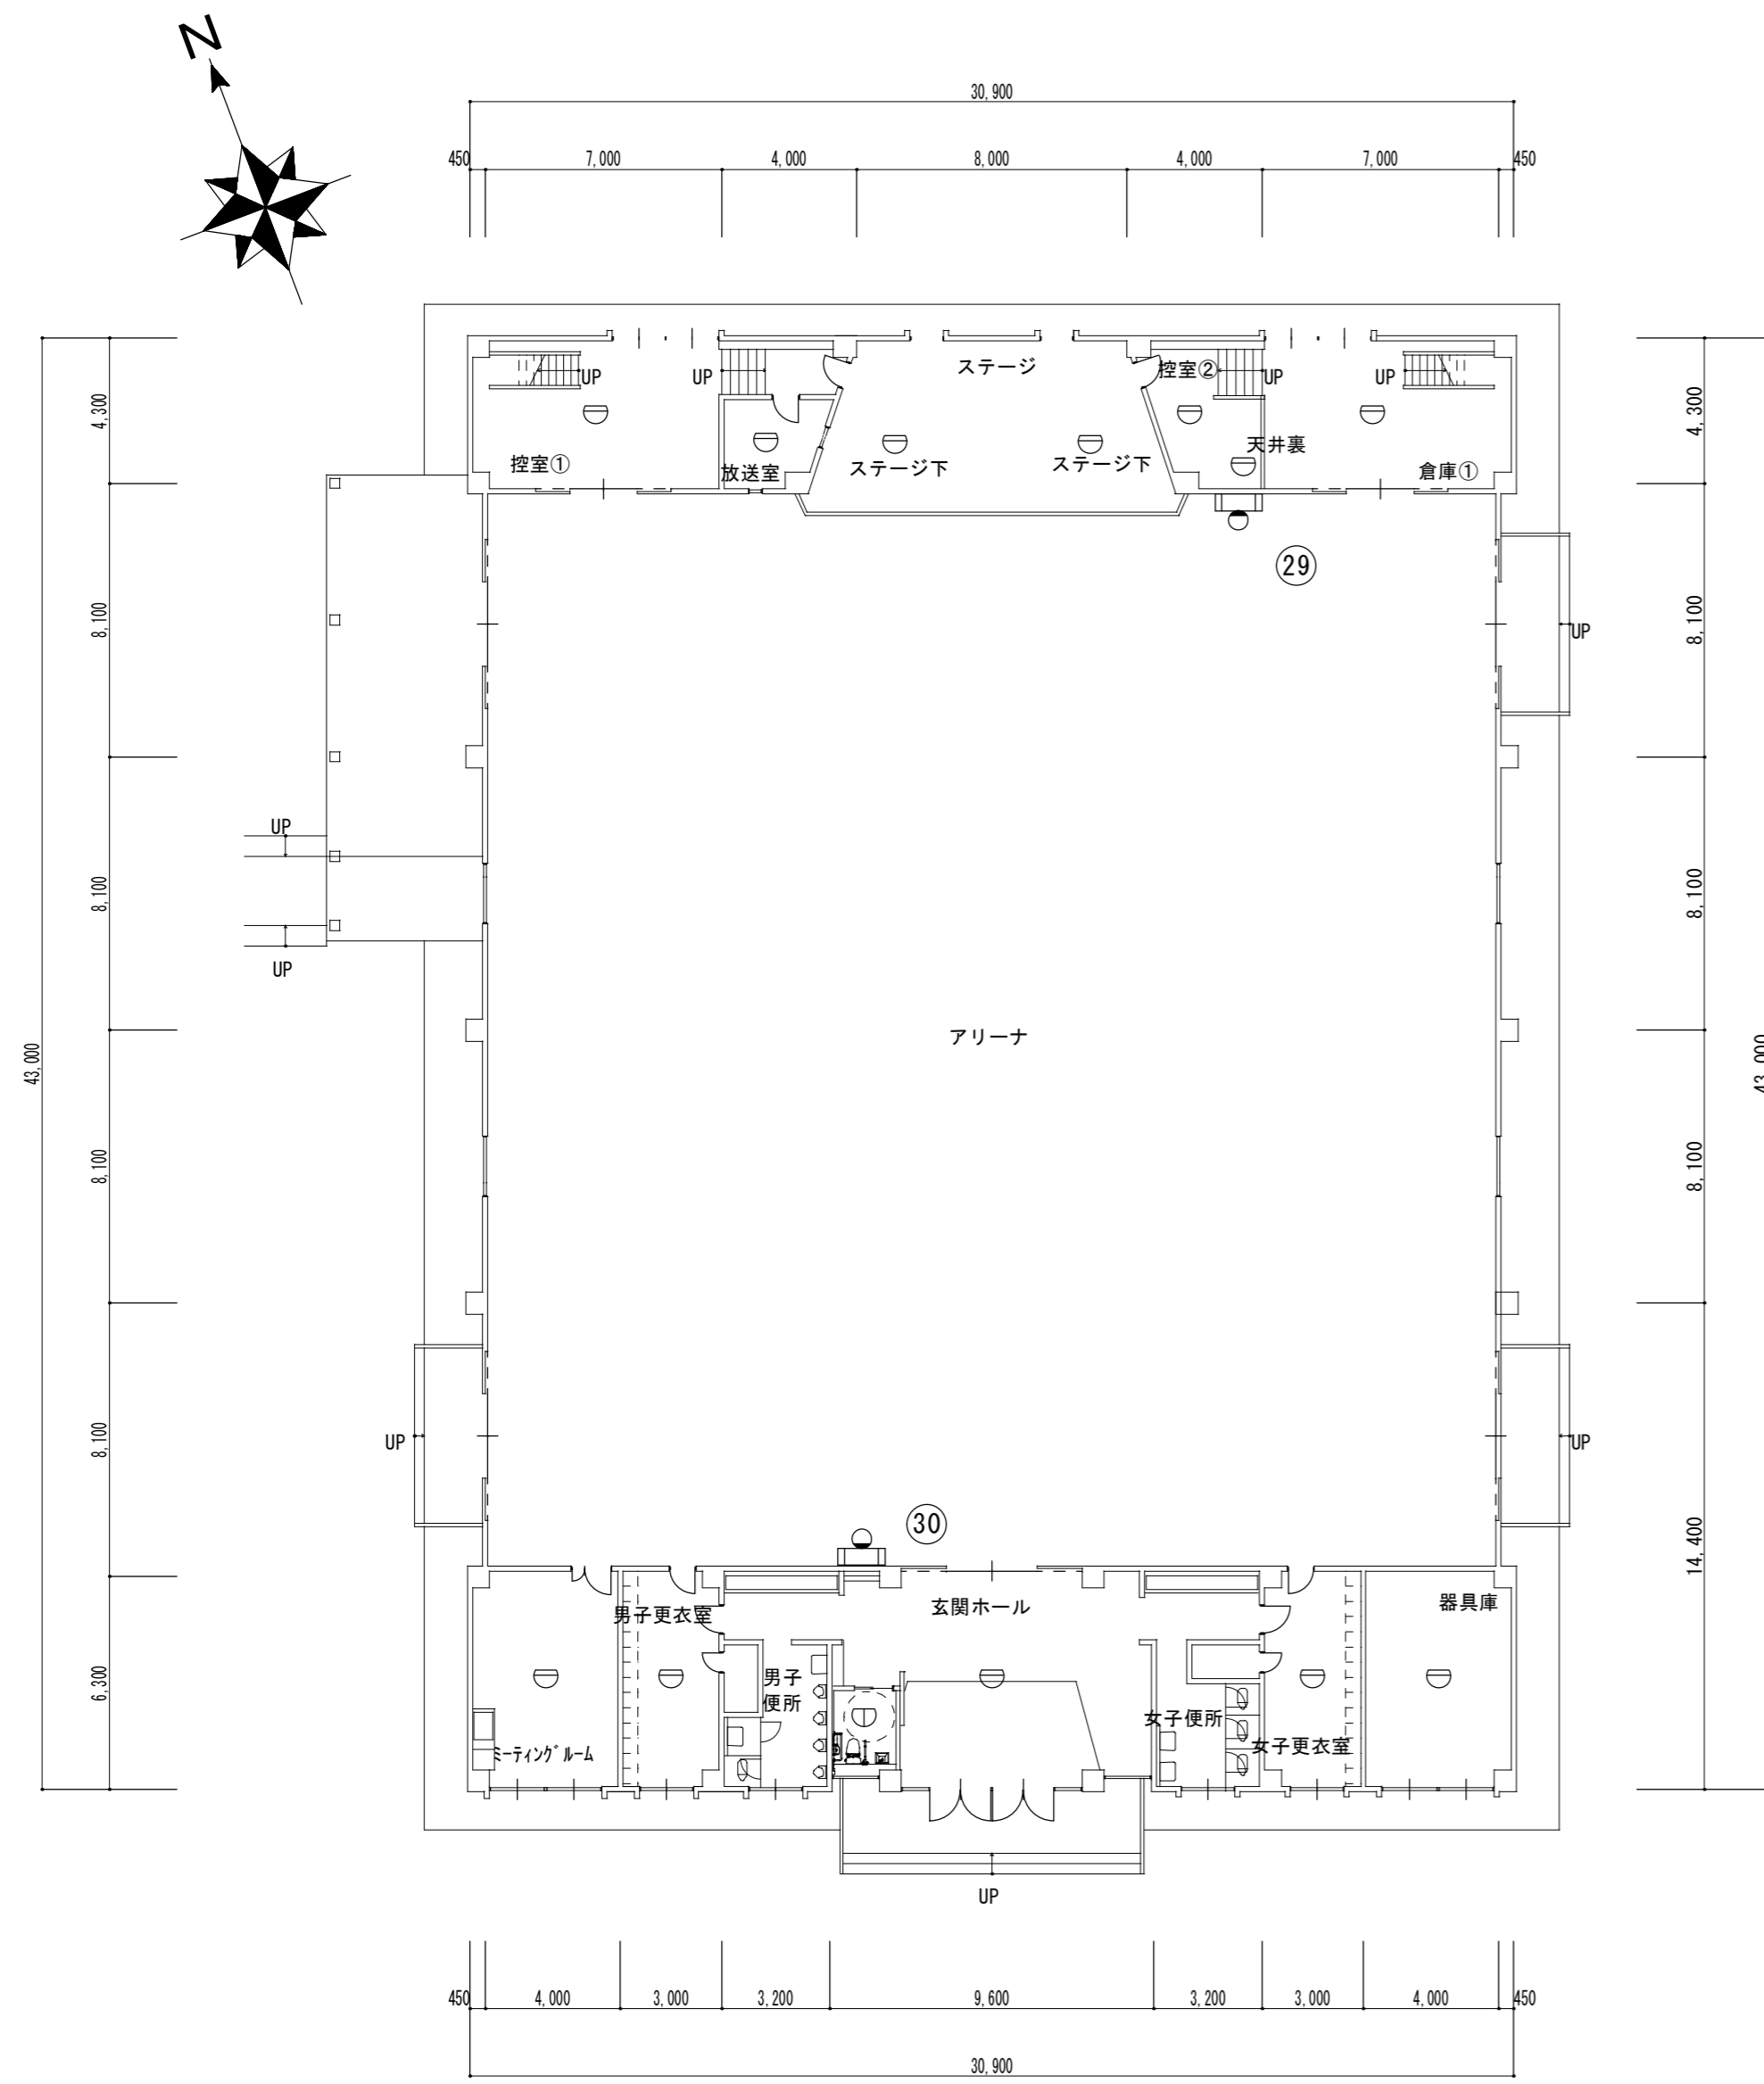 N
30,900
450
7,000
4,000
8,000
4,000
7,000
450
ステージ
控室②
UP
UP
UP
UP
4,300
4,300
天井裏
控室①
放送室
ステージ下
ステージ下
倉庫①
29
8,100
8,100
UP
UP
8,100
8,100
UP
アリーナ
43,000
43,000
8,100
8,100
8,100
UP
UP
30
14,400
男子更衣室
玄関ホール
器具庫
6,300
男子
便所
女子便所
ミーティングルーム
女子更衣室
UP
450
4,000
3,000
3,200
9,600
3,200
3,000
4,000
450
30,900